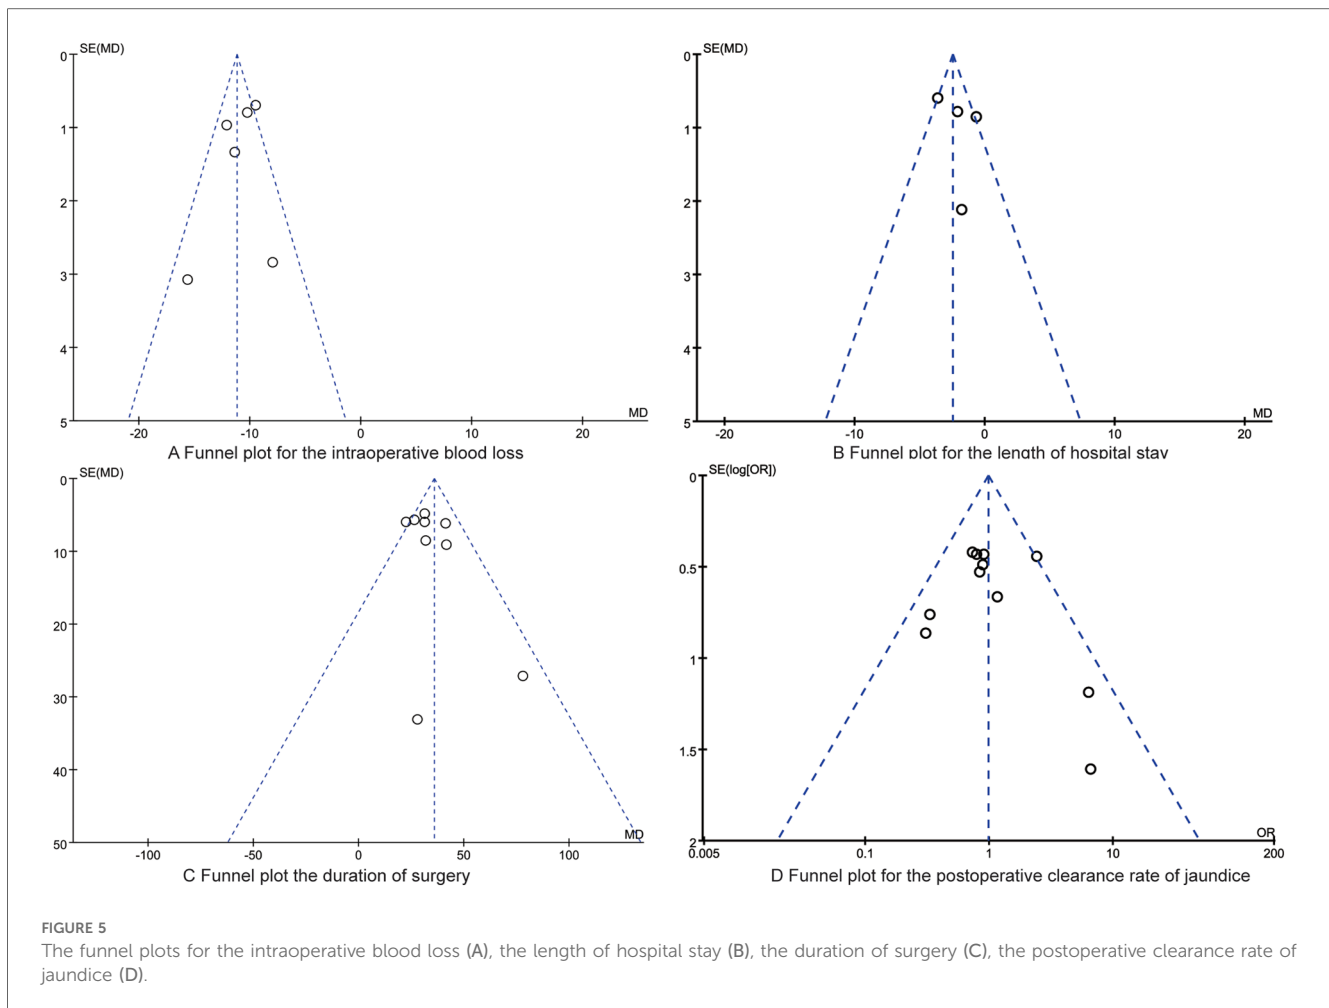 SE(MD)
0
1
2
3
4
5
-20
-10
0
10
20
MD
A Funnel plot for the intraoperative blood loss
SE(MD)
0
1
2
3
4
5
-20
-10
0
10
20
MD
B Funnel plot for the length of hospital stay
SE(MD)
0
10
20
30
40
50
-100
-50
0
50
100
MD
C Funnel plot the duration of surgery
SE(log[OR])
0
0.5
1
1.5
2
0.005
0.1
1
10
200
OR
D Funnel plot for the postoperative clearance rate of jaundice
FIGURE 5
The funnel plots for the intraoperative blood loss (A), the length of hospital stay (B), the duration of surgery (C), the postoperative clearance rate of
jaundice (D).